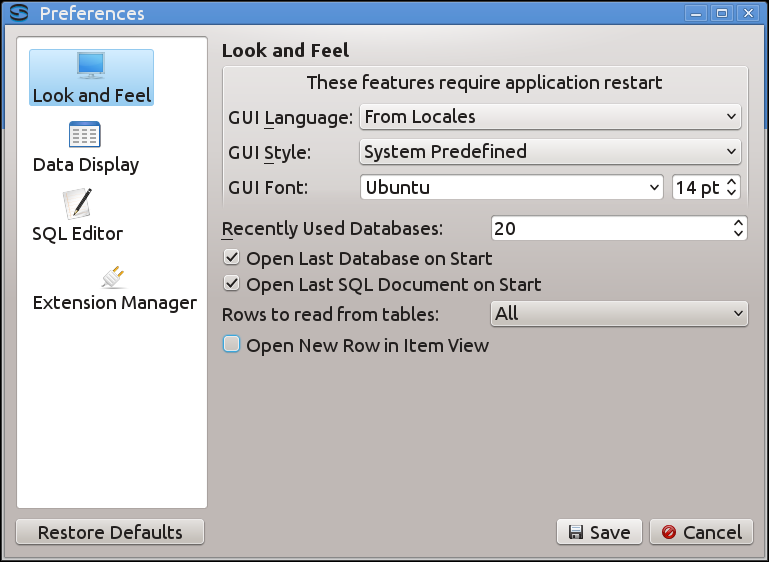 Preferences
Look and Feel
Data Display
SQL Editor
Extension Manager
Restore Defaults
Look and Feel
These features require application restart
GUI Language: From Locales
GUI Style: System Predefined
GUI Font: Ubuntu 14 pt
Recently Used Databases: 20
Open Last Database on Start
Open Last SQL Document on Start
Rows to read from tables: All
Open New Row in Item View
Save Cancel